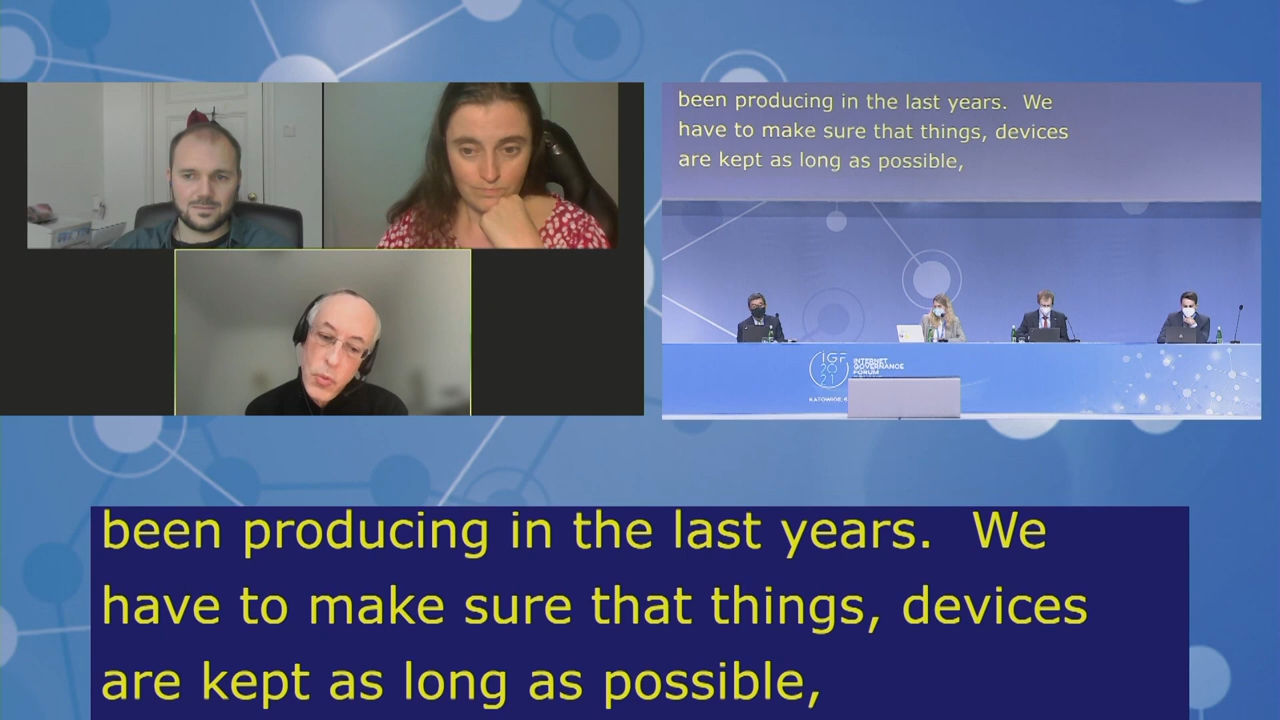 been producing in the last years.  We
have to make sure that things, devices
are kept as long as possible,
IGF
20
21
INTERNET
GOVERNANCE
FORUM
been producing in the last years.  We
have to make sure that things, devices
are kept as long as possible,